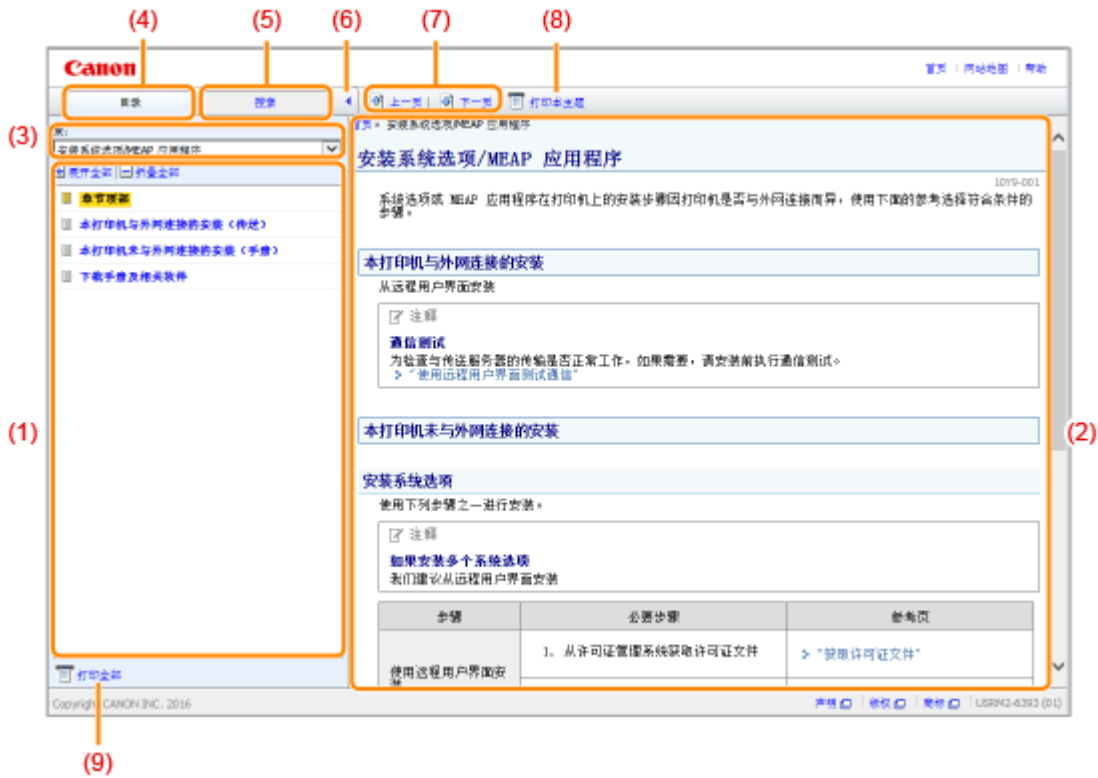 (4) (5) (6) (7) (8)
Canon
首页 | 网站地图 | 帮助
目录
搜索
上一页 | 下一页
打印本主题
(3)
页:
安装系统选项/MEAP 应用程序
展开全部 | 折叠全部
章节顶部
本打印机与外网连接的安装(传送)
本打印机未与外网连接的安装(手册)
下载手册及相关软件
(1)
打印全部
首页 > 安装系统选项/MEAP 应用程序
安装系统选项/MEAP 应用程序
10Y9-001
系统选项或 MEAP 应用程序在打印机上的安装步骤因打印机是否与外网连接而异,使用下面的参考选择符合条件的
步骤。
本打印机与外网连接的安装
从远程用户界面安装
注释
通信测试
为检查与传送服务器的传输是否正常工作。如果需要,请安装前执行通信测试。
> "使用远程用户界面测试通信"
本打印机未与外网连接的安装
(2)
安装系统选项
使用下列步骤之一进行安装。
注释
如果安装多个系统选项
我们建议从远程用户界面安装
步骤 必要步骤 参考页
使用远程用户界面安
装
1. 从许可证管理系统获取许可证文件
> "获取许可证文件"
Copyright CANON INC. 2016
声明 版权 商标 USRM2-6393 (01)
(9)